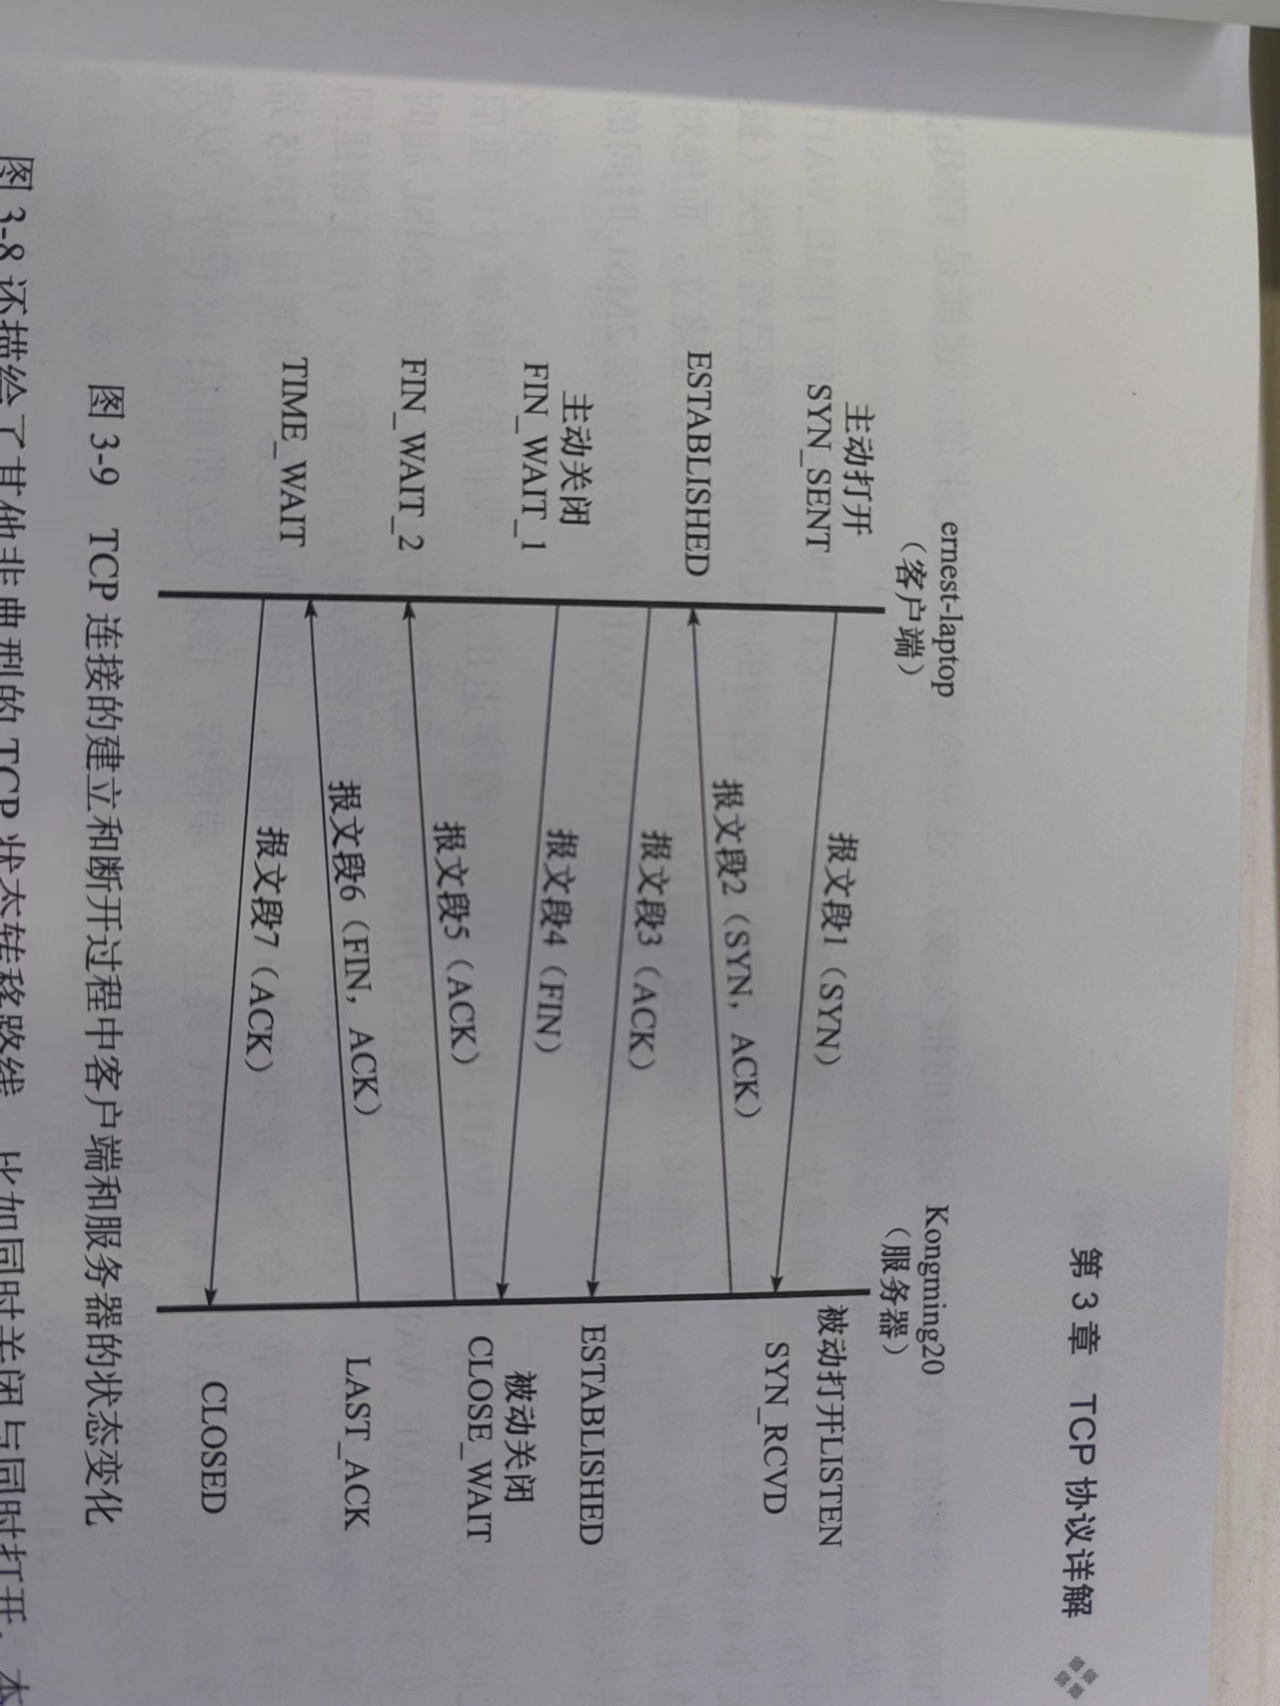 第 3 章 TCP 协议详解
ernest-laptop
（客户端）
Kongming20
（服务器）
主动打开
SYN_SENT
被动打开LISTEN
SYN_RCVD
报文段1（SYN）
报文段2（SYN，ACK）
ESTABLISHED
报文段3（ACK）
ESTABLISHED
主动关闭
FIN_WAIT_1
报文段4（FIN）
被动关闭
CLOSE_WAIT
报文段5（ACK）
FIN_WAIT_2
报文段6（FIN，ACK）
LAST_ACK
TIME_WAIT
报文段7（ACK）
CLOSED
图 3-9 TCP 连接的建立和断开过程中客户端和服务器的状态变化
图 3-8 还描绘了其他非典型的 TCP 状态转移路线，比如同时关闭与同时打开，本